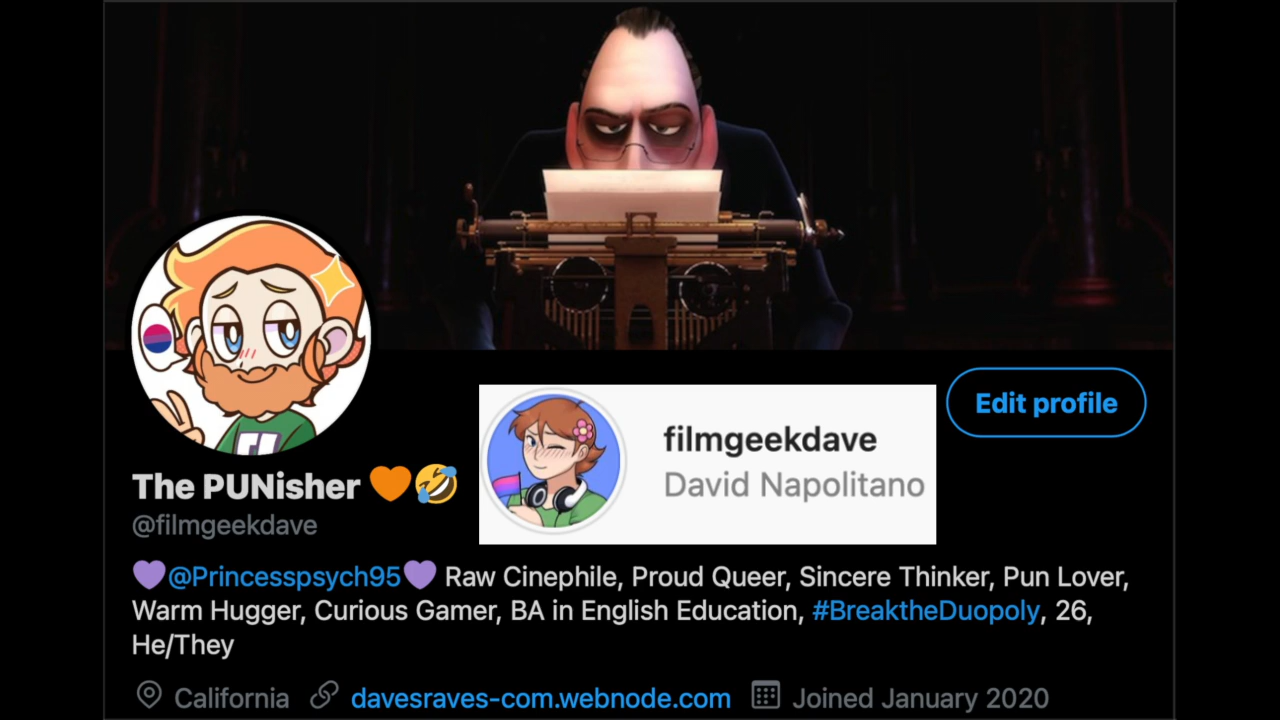 Edit profile
filmgeekdave
David Napolitano
The PUNisher 🧡🤣
@filmgeekdave
💜@Princesspsych95💜 Raw Cinephile, Proud Queer, Sincere Thinker, Pun Lover,
Warm Hugger, Curious Gamer, BA in English Education, #BreaktheDuopoly, 26,
He/They
California davesraves-com.webnode.com Joined January 2020